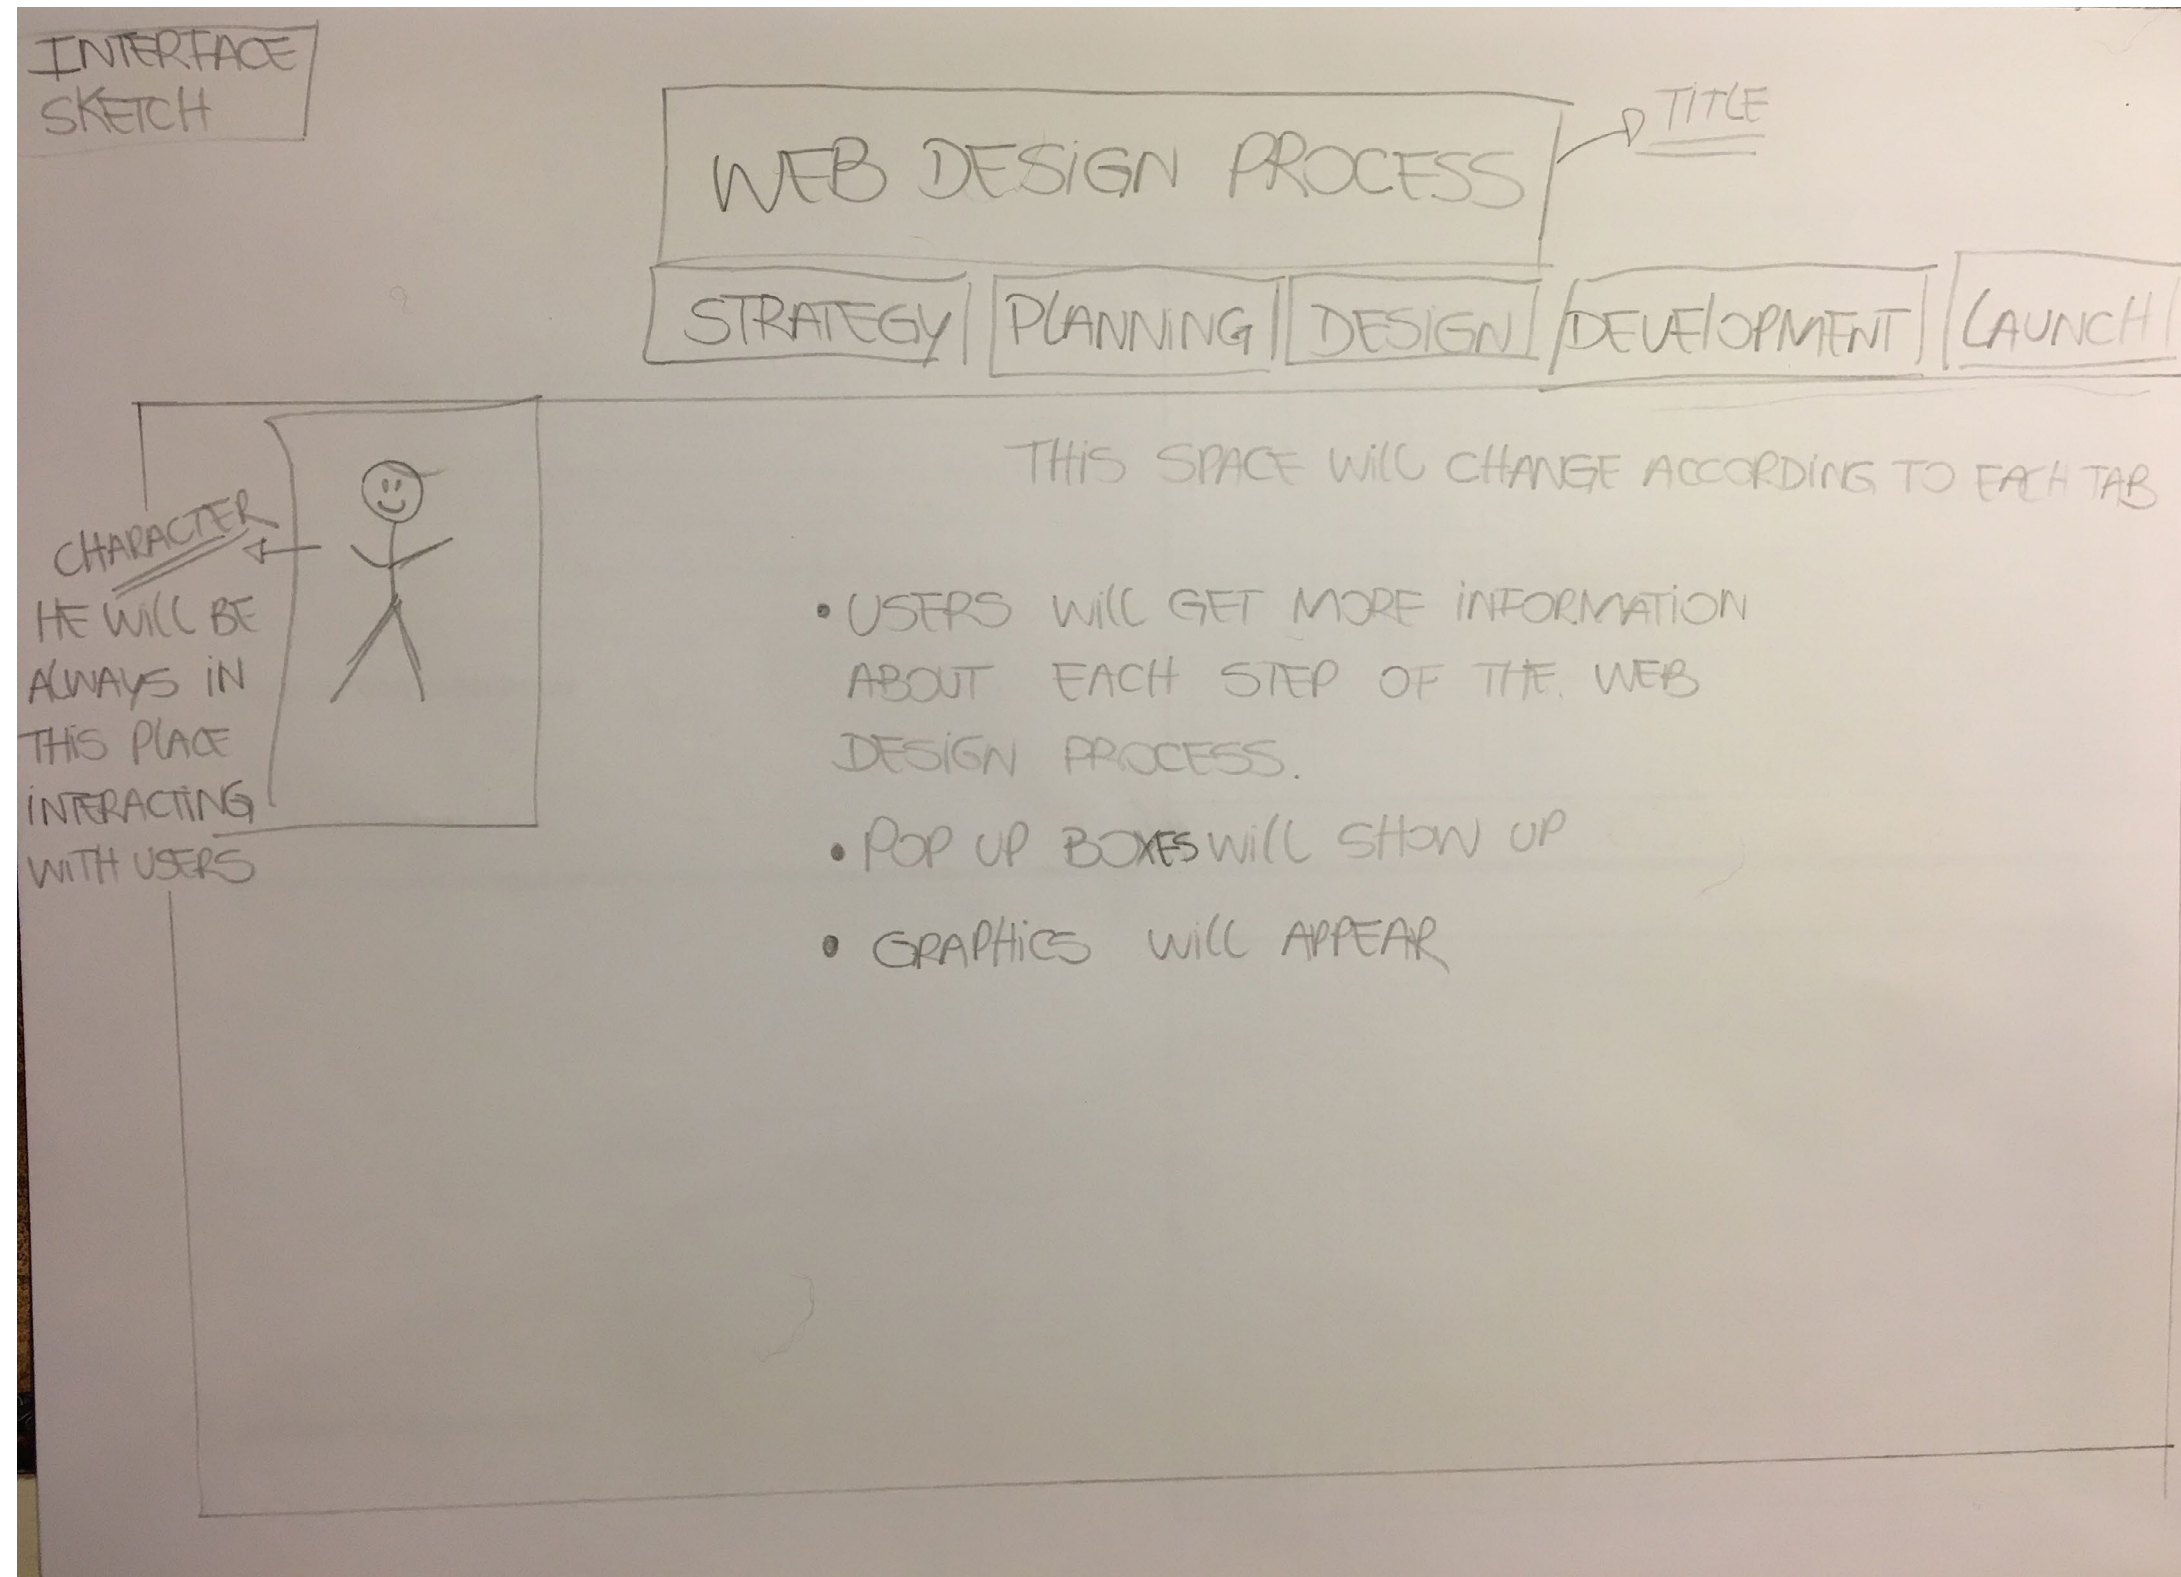 INTERFACE
SKETCH
WEB DESiGN PROCESS
TiTLE
STRATEGY
PLANNiNG
DESiGN
DEVElOPMENT
LAUNCH
THiS SPACE Will CHANGE ACCORDiNG TO EACH TAB
CHARACTER
HE Will BE
AlWAYS iN
THiS PlACE
iNTERACTiNG
WiTH USERS
• USERS Will GET MORE iNFORMATiON
ABOUT EACH STEP OF THE. WEB
DESiGN PROCESS.
• POP UP BOXES Will SHOW UP
• GRAPHiCS Will APPEAR